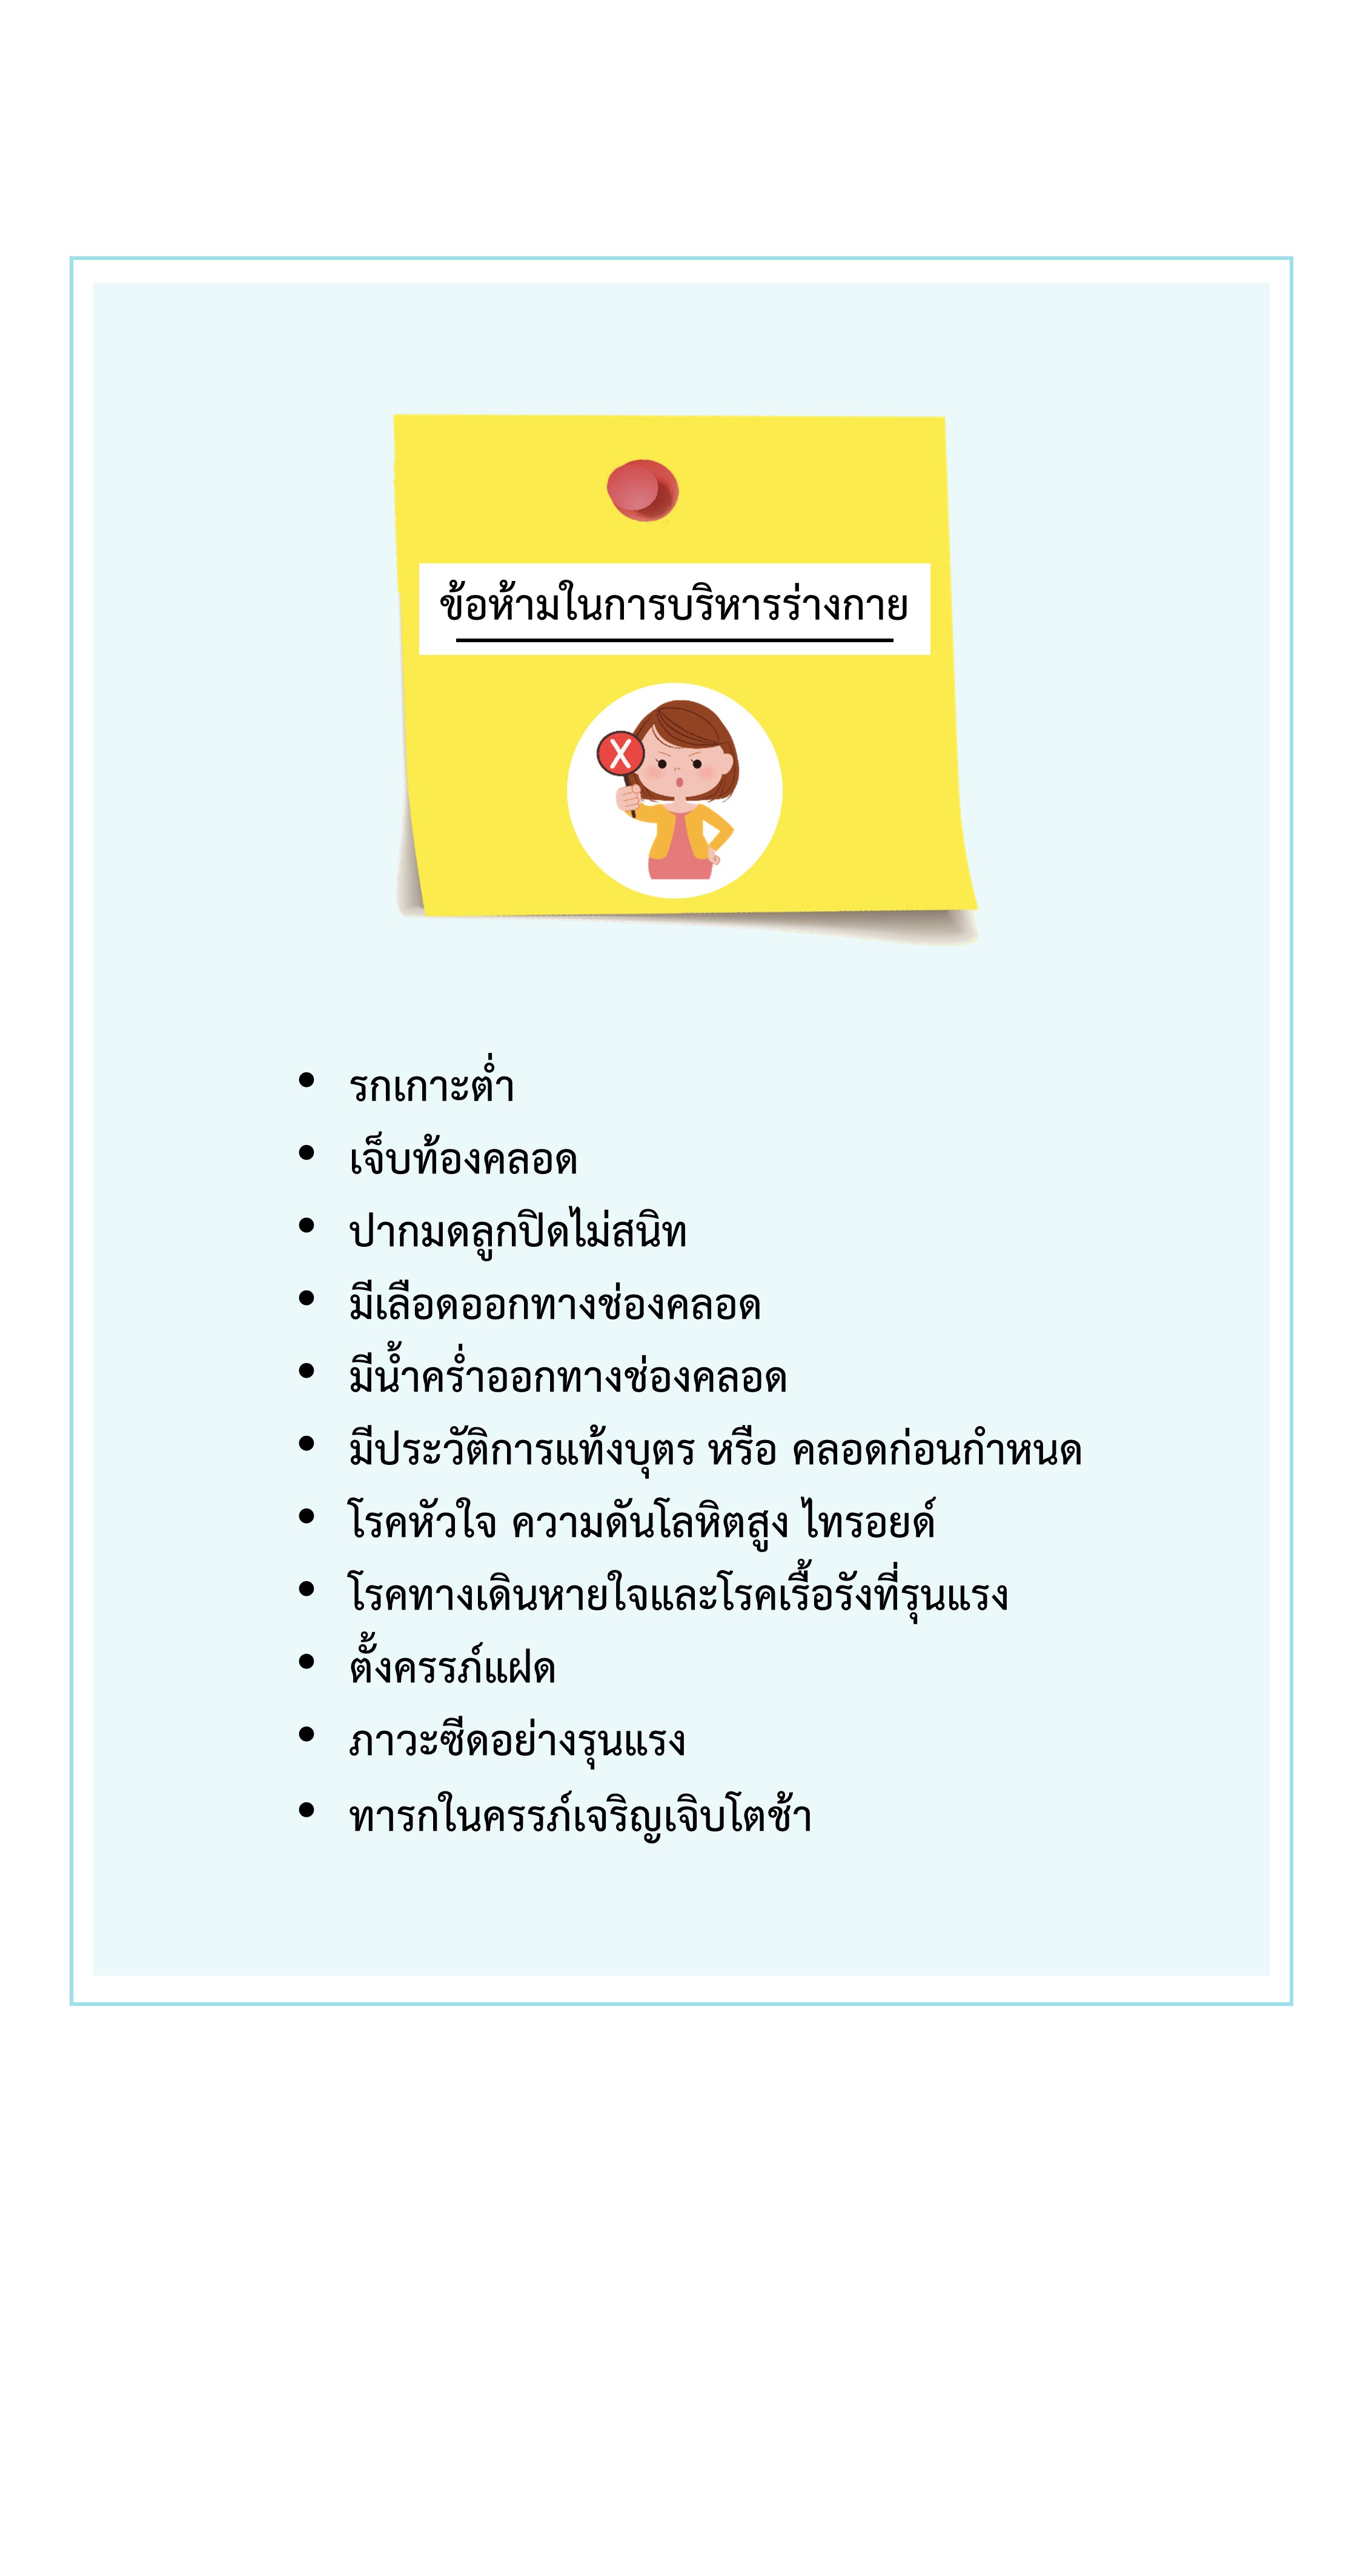 ข้อห้ามในการบริหารร่างกาย
X
• รกเกาะต่ำ
• เจ็บท้องคลอด
• ปากมดลูกปิดไม่สนิท
• มีเลือดออกทางช่องคลอด
• มีน้ำคร่ำออกทางช่องคลอด
• มีประวัติการแท้งบุตร หรือ คลอดก่อนกำหนด
• โรคหัวใจ ความดันโลหิตสูง ไทรอยด์
• โรคทางเดินหายใจและโรคเรื้อรังที่รุนแรง
• ตั้งครรภ์แฝด
• ภาวะซีดอย่างรุนแรง
• ทารกในครรภ์เจริญเจิบโตช้า